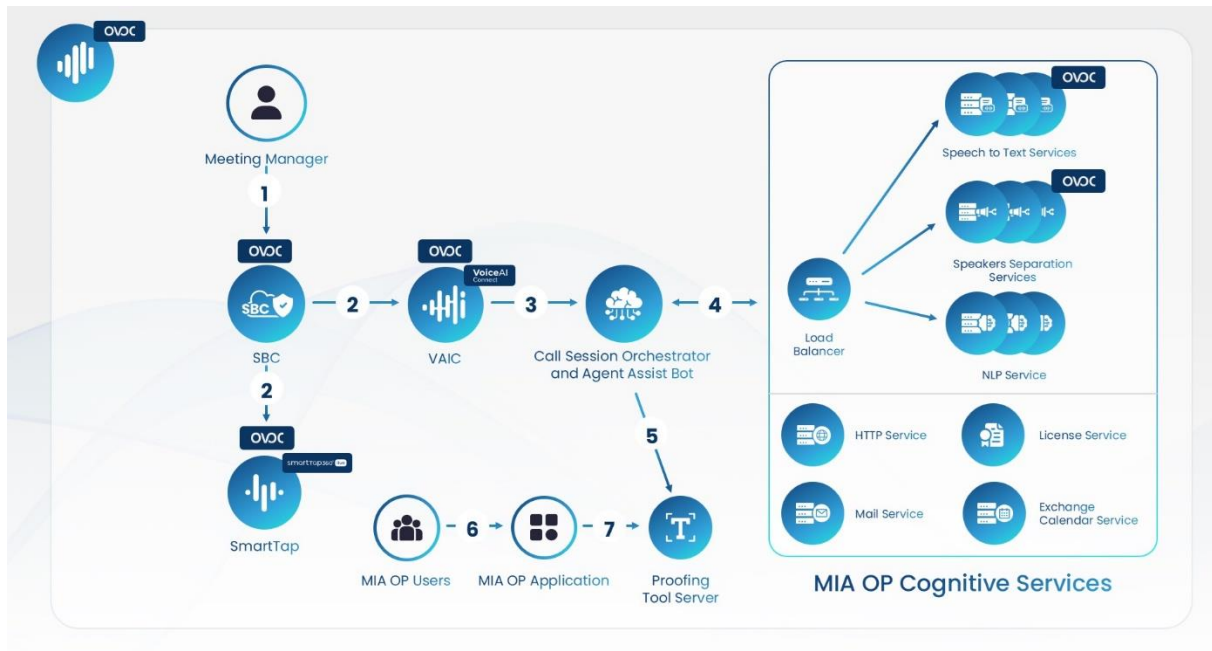 OVOC
Meeting Manager
1
OVOC
SBC
SBC
2
OVOC
VoiceAI
Connect
VAIC
3
Call Session Orchestrator
and Agent Assist Bot
4
2
OVOC
smartTap360° Live
SmartTap
5
MIA OP Users
6
MIA OP Application
7
T
Proofing
Tool Server
Load
Balancer
OVOC
Speech to Text Services
OVOC
Speakers Separation
Services
NLP Service
HTTP Service
License Service
Mail Service
Exchange
Calendar Service
MIA OP Cognitive Services